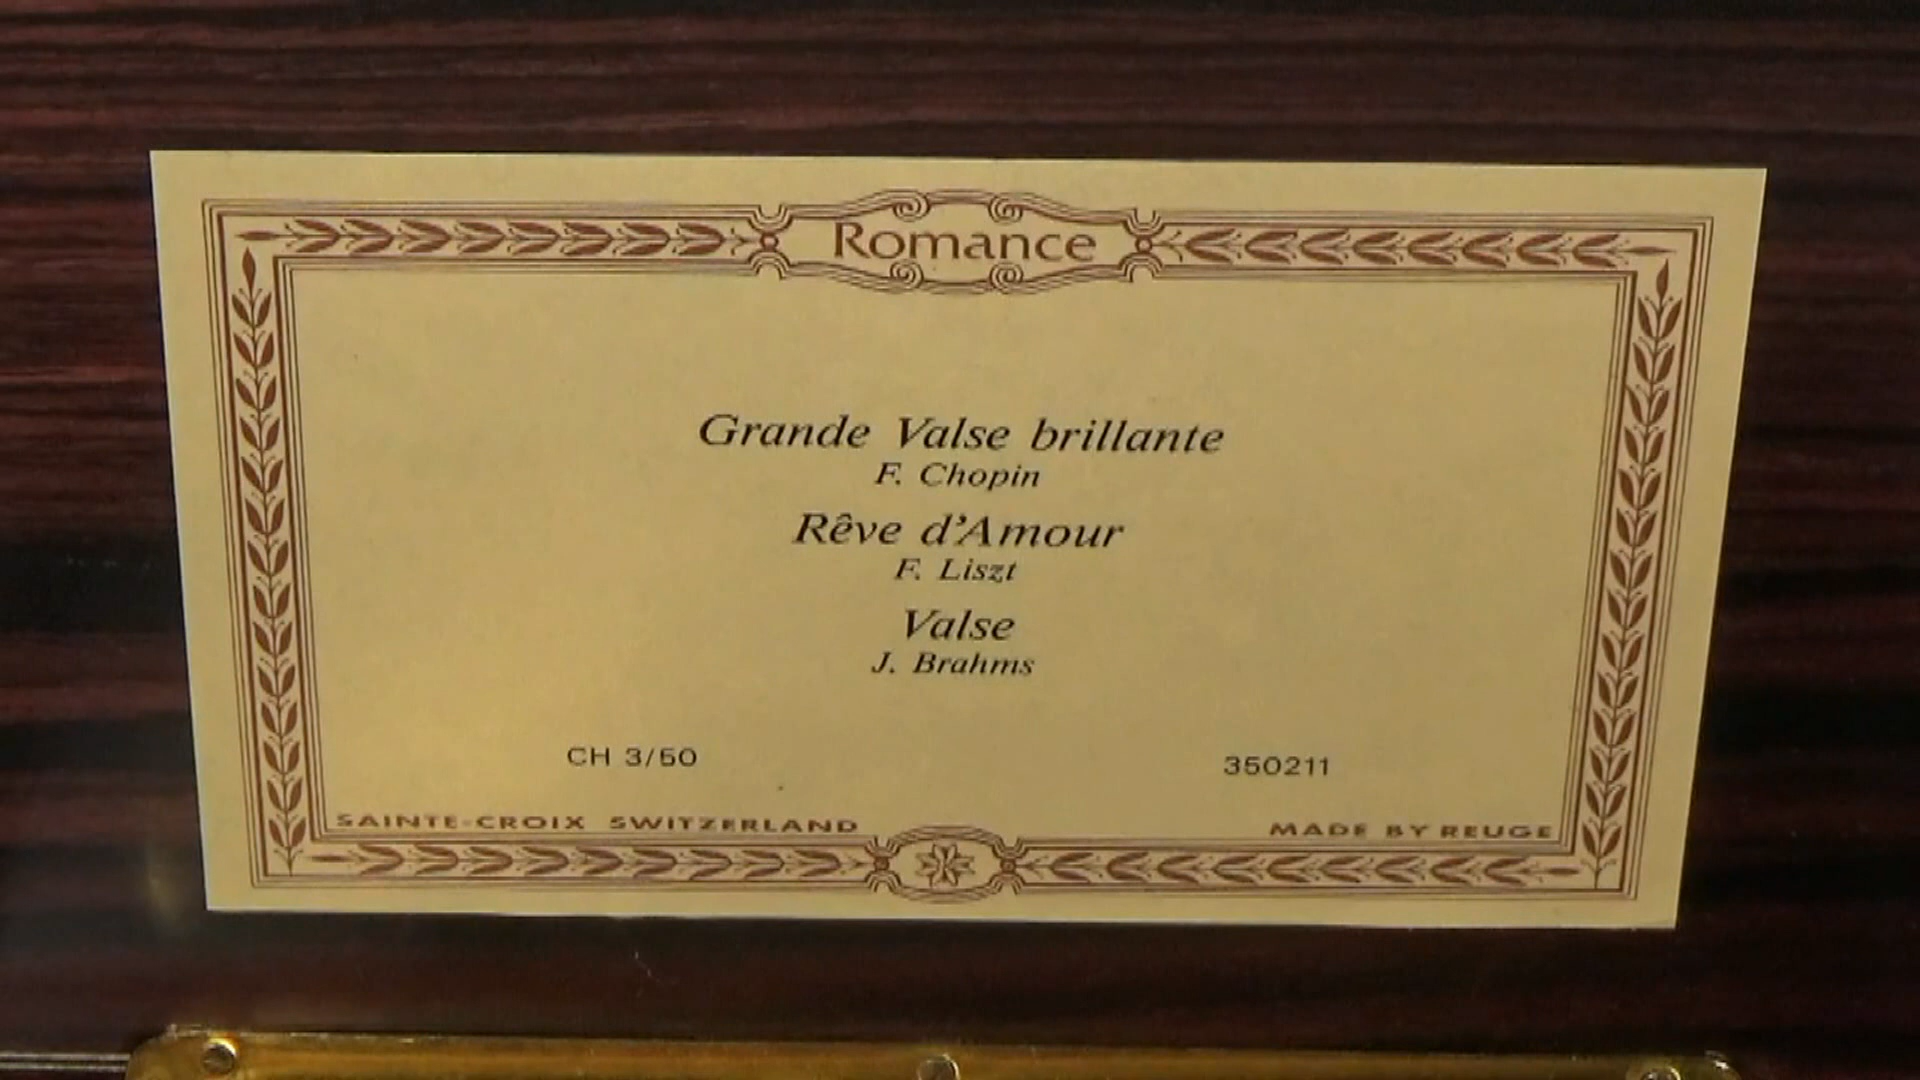 Romance
Grande Valse brillante
F. Chopin
Rêve d'Amour
F. Liszt
Valse
J. Brahms
CH 3/50 350211
SAINTE-CROIX SWITZERLAND MADE BY REUGE